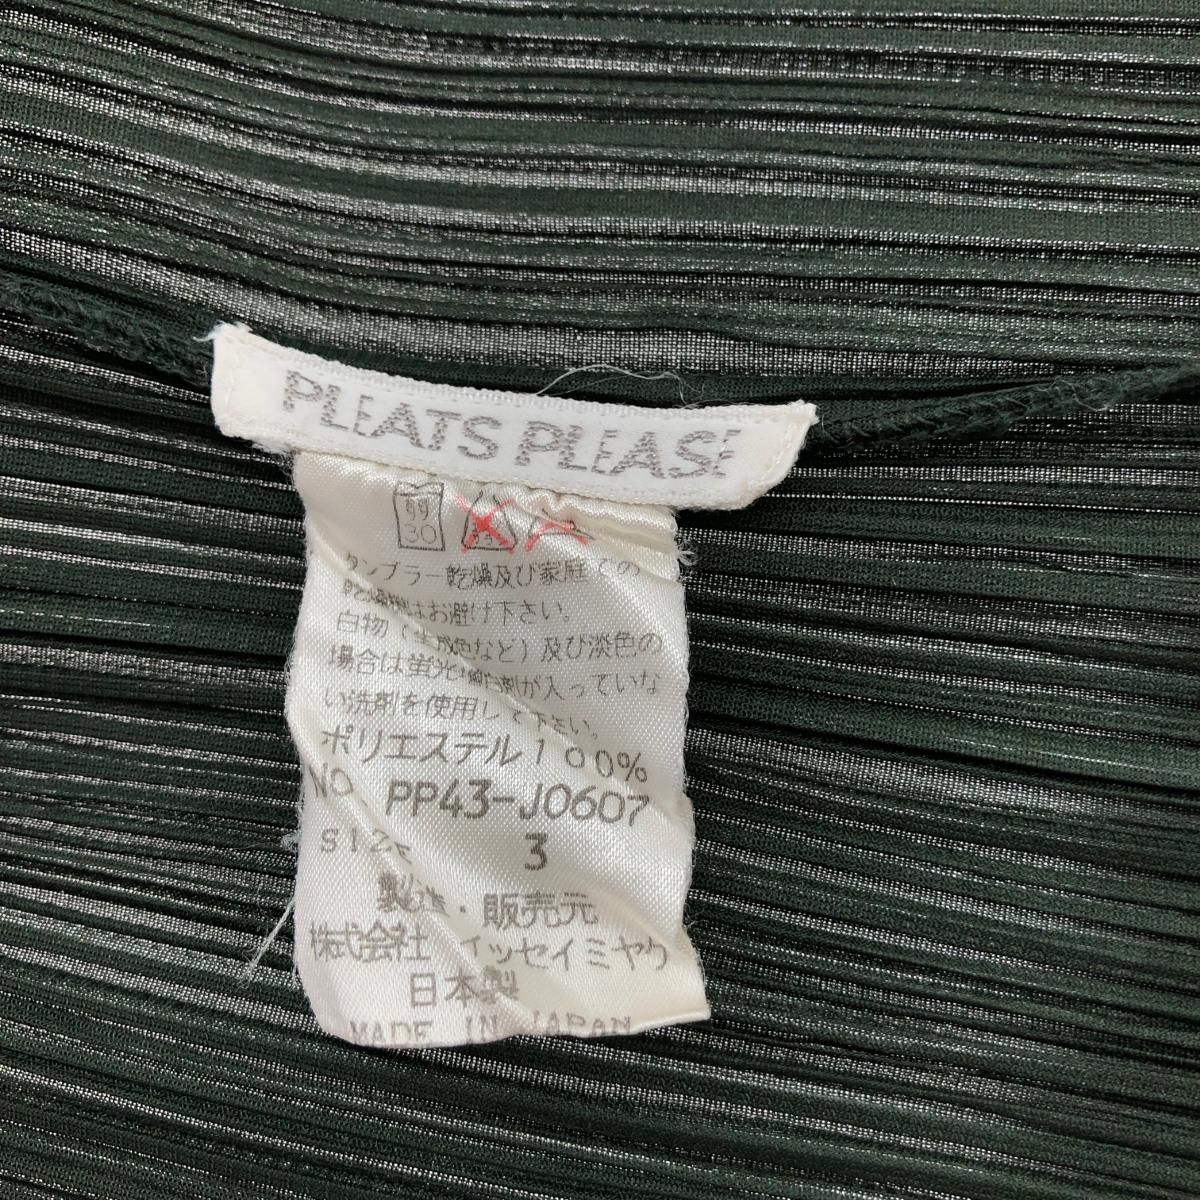 PLEATS PLEASE
弱
30
タンブラー乾燥及び家庭での
乾燥機はお避け下さい。
白物(生成色など)及び淡色の
場合は蛍光増白剤が入っていな
い洗剤を使用して下さい。
ポリエステル100%
NO. PP43-JO607
SIZE 3
製造・販売元
株式会社 イッセイミヤケ
日本製
MADE IN JAPAN